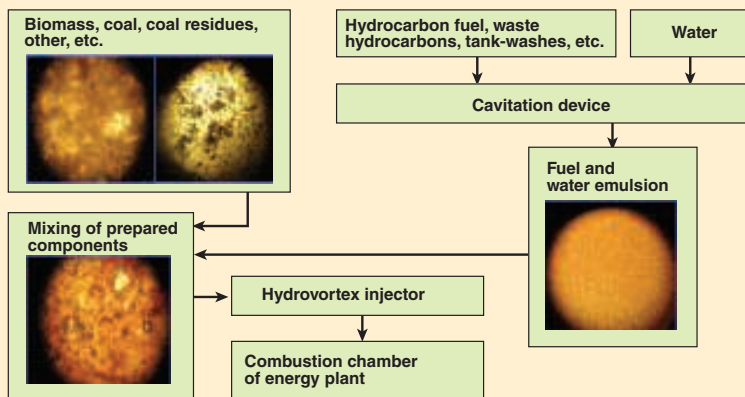 Biomass, coal, coal residues,
other, etc.
Hydrocarbon fuel, waste
hydrocarbons, tank-washes, etc.
Water
Cavitation device
Fuel and
water emulsion
Mixing of prepared
components
Hydrovortex injector
Combustion chamber
of energy plant